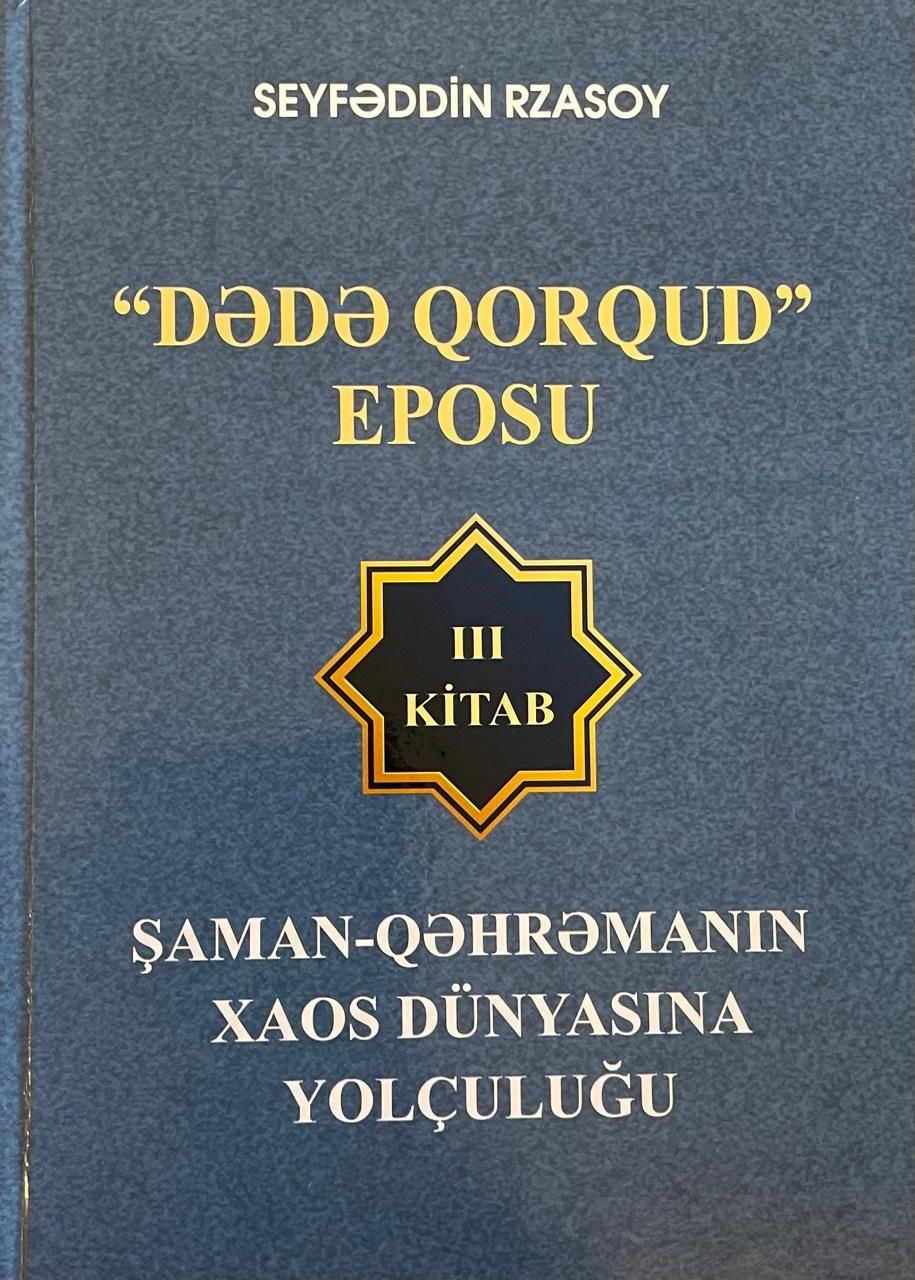 SEYFƏDDİN RZASOY
“DƏDƏ QORQUD”
EPOSU
III
KİTAB
ŞAMAN-QƏHRƏMANIN
XAOS DÜNYASINA
YOLÇULUĞU